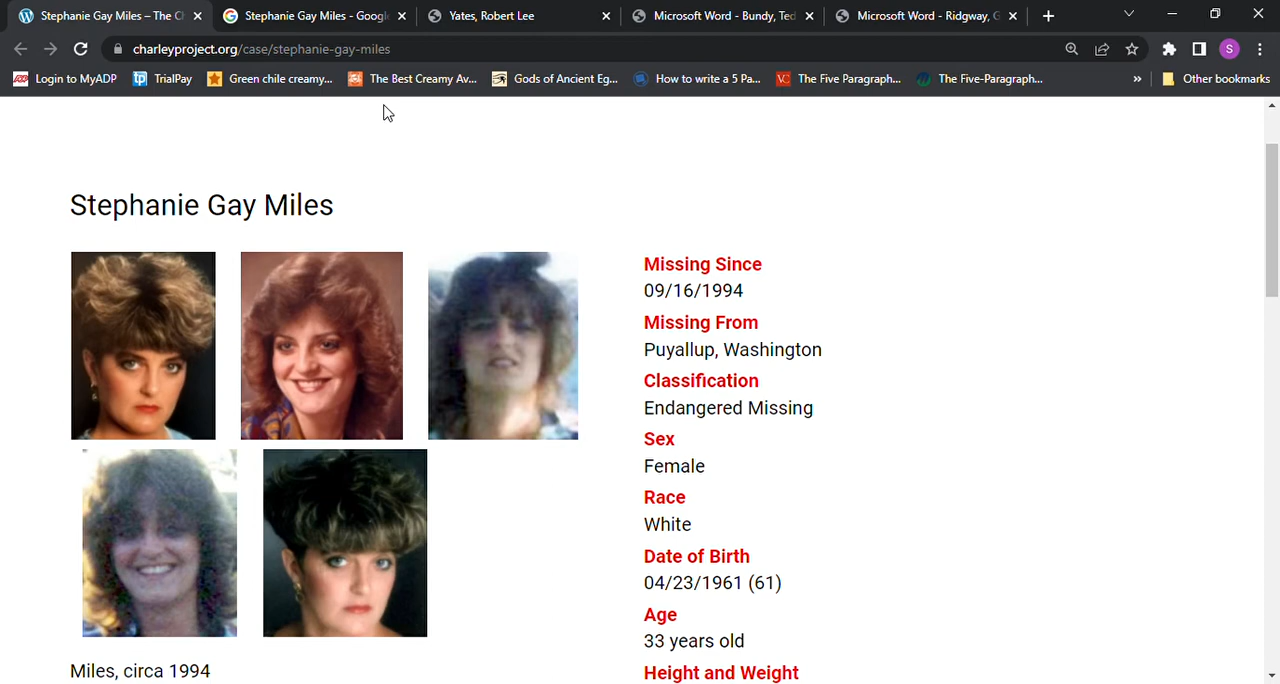 Stephanie Gay Miles – The Ch
Stephanie Gay Miles - Google
Yates, Robert Lee
Microsoft Word - Bundy, Ted
Microsoft Word - Ridgway, G
charleyproject.org/case/stephanie-gay-miles
S
Login to MyADP
tp
TrialPay
Green chile creamy...
The Best Creamy Av...
Gods of Ancient Eg...
How to write a 5 Pa...
VC
The Five Paragraph...
The Five-Paragraph...
»
Other bookmarks
Stephanie Gay Miles
Missing Since
09/16/1994
Missing From
Puyallup, Washington
Classification
Endangered Missing
Sex
Female
Race
White
Date of Birth
04/23/1961 (61)
Age
33 years old
Height and Weight
Miles, circa 1994